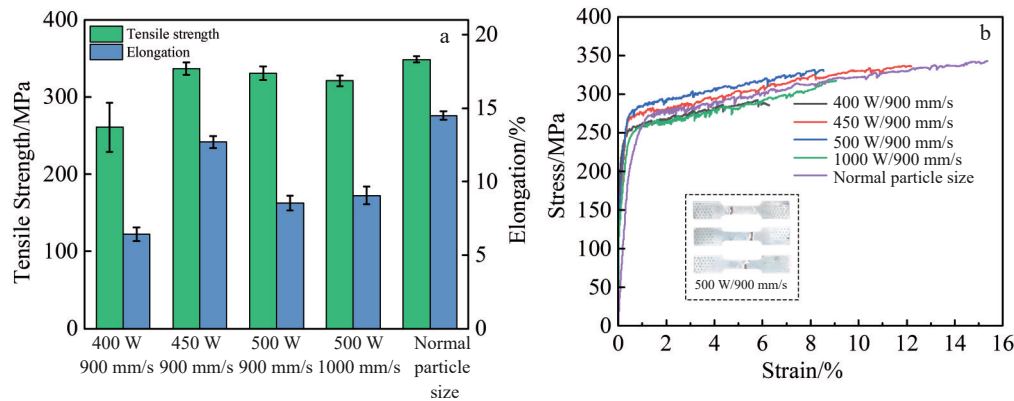 400
300
200
100
0
Tensile Strength/MPa
Tensile strength
Elongation
a
20
15
10
5
0
Elongation/%
400 W
900 mm/s
450 W
900 mm/s
500 W
900 mm/s
500 W
1000 mm/s
Normal
particle
size
400
350
300
250
200
150
100
50
0
Stress/MPa
b
400 W/900 mm/s
450 W/900 mm/s
500 W/900 mm/s
1000 W/900 mm/s
Normal particle size
500 W/900 mm/s
0 2 4 6 8 10 12 14 16
Strain/%